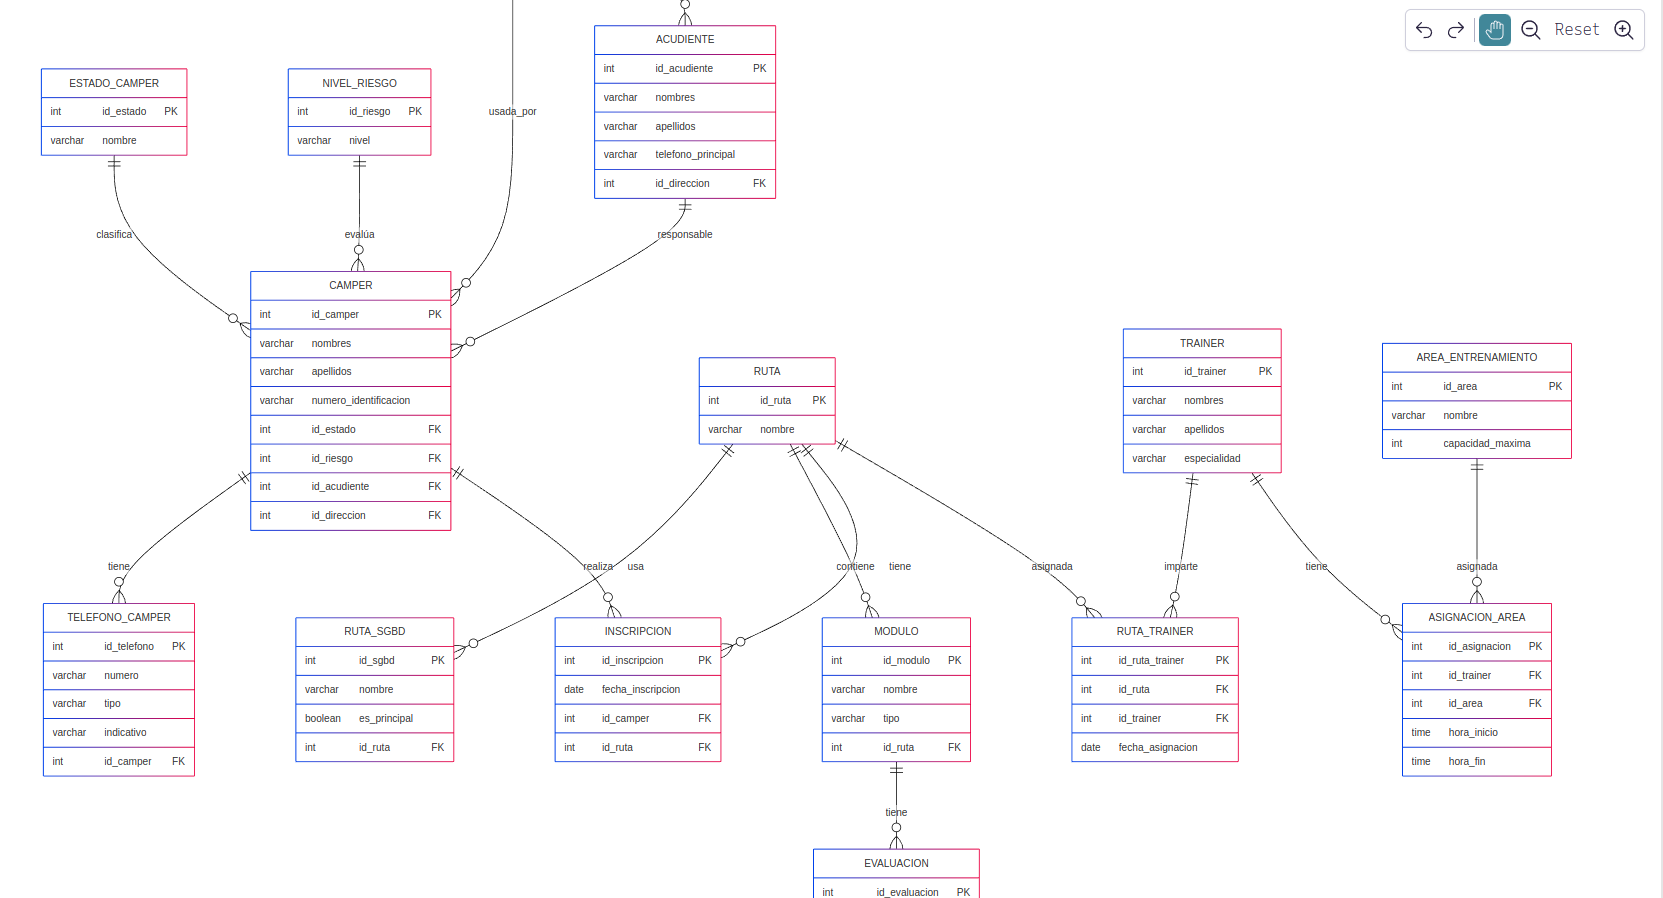 Reset
ACUDIENTE
int id_acudiente PK
varchar nombres
varchar apellidos
varchar telefono_principal
int id_direccion FK
ESTADO_CAMPER
int id_estado PK
varchar nombre
NIVEL_RIESGO
int id_riesgo PK
varchar nivel
usada_por
clasifica
evalúa
responsable
CAMPER
int id_camper PK
varchar nombres
varchar apellidos
varchar numero_identificacion
int id_estado FK
int id_riesgo FK
int id_acudiente FK
int id_direccion FK
RUTA
int id_ruta PK
varchar nombre
TRAINER
int id_trainer PK
varchar nombres
varchar apellidos
varchar especialidad
AREA_ENTRENAMIENTO
int id_area PK
varchar nombre
int capacidad_maxima
tiene
realiza
usa
contiene
tiene
asignada
imparte
tiene
asignada
TELEFONO_CAMPER
int id_telefono PK
varchar numero
varchar tipo
varchar indicativo
int id_camper FK
RUTA_SGBD
int id_sgbd PK
varchar nombre
boolean es_principal
int id_ruta FK
INSCRIPCION
int id_inscripcion PK
date fecha_inscripcion
int id_camper FK
int id_ruta FK
MODULO
int id_modulo PK
varchar nombre
varchar tipo
int id_ruta FK
RUTA_TRAINER
int id_ruta_trainer PK
int id_ruta FK
int id_trainer FK
date fecha_asignacion
ASIGNACION_AREA
int id_asignacion PK
int id_trainer FK
int id_area FK
time hora_inicio
time hora_fin
tiene
EVALUACION
int id_evaluacion PK